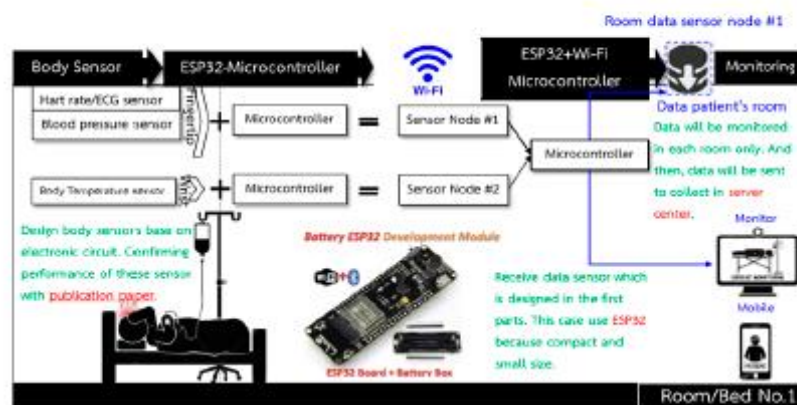 Room data sensor node #1
Body Sensor
ESP32-Microcontroller
Wi-Fi
ESP32+Wi-Fi
Microcontroller
Monitoring
Hart rate/ECG sensor
Blood pressure sensor
Fingertip
+
Microcontroller
=
Sensor Node #1
Microcontroller
Data patient's room
Data will be monitored
in each room only. And
then, data will be sent
to collect in server
center.
Body Temperature sensor
+
Microcontroller
=
Sensor Node #2
Design body sensors base on
electronic circuit. Confirming
performance of these sensor
with publication paper.
Battery ESP32 Development Module
ESP32 Board + Battery Box
Receive data sensor which
is designed in the first
parts. This case use ESP32
because compact and
small size.
Monitor
Mobile
Room/Bed No.1